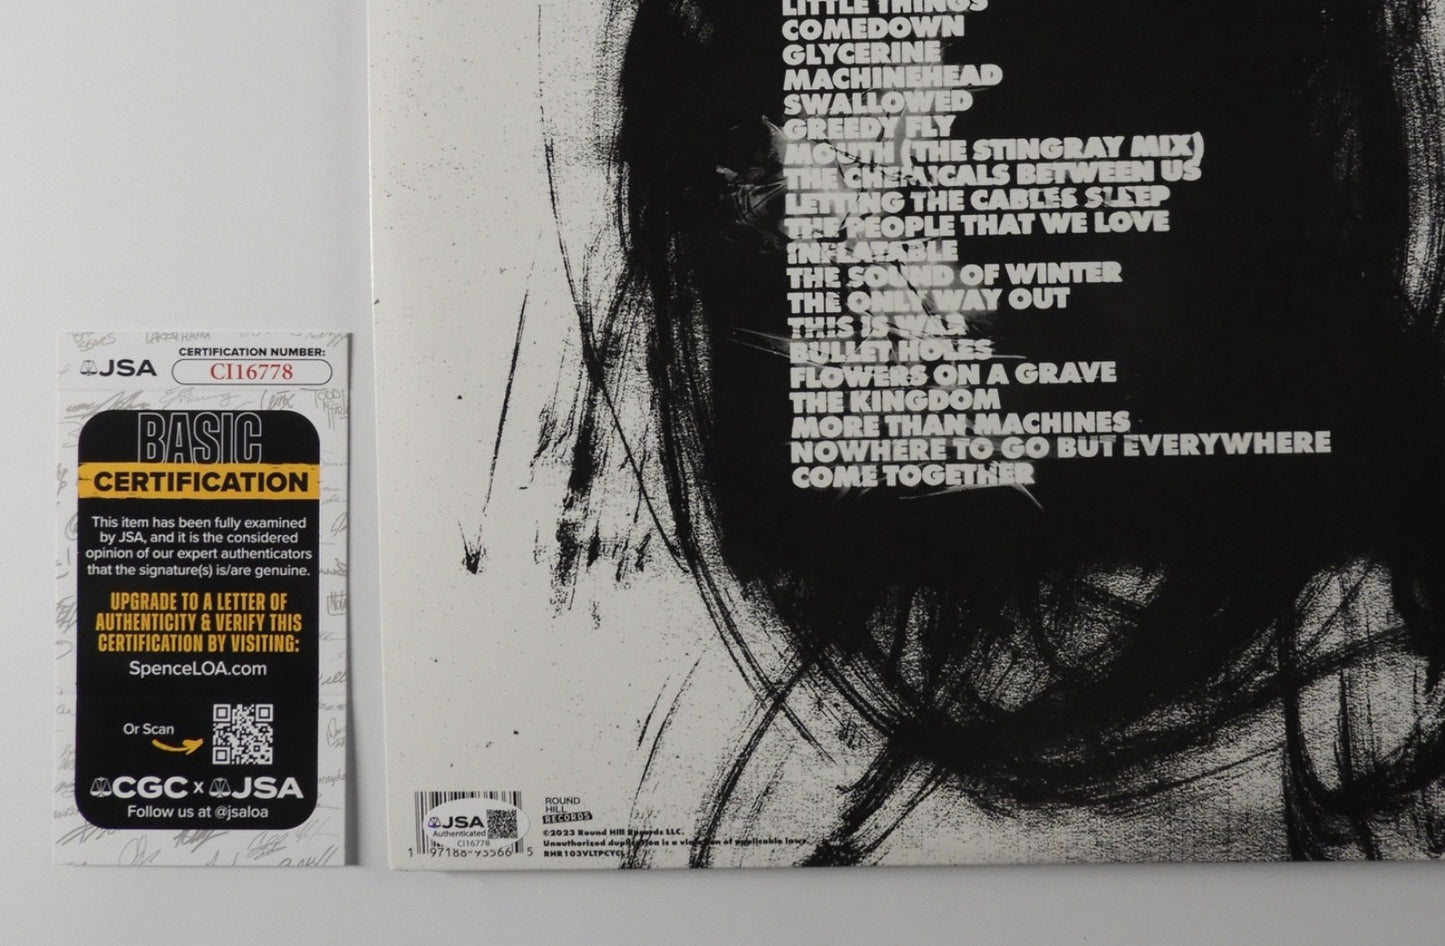 LITTLE THINGS
COMEDOWN
GLYCERINE
MACHINEHEAD
SWALLOWED
GREEDY FLY
MOUTH (THE STINGRAY MIX)
THE CHEMICALS BETWEEN US
LETTING THE CABLES SLEEP
THE PEOPLE THAT WE LOVE
INFLATABLE
THE SOUND OF WINTER
THE ONLY WAY OUT
THIS IS WAR
BULLET HOLES
FLOWERS ON A GRAVE
THE KINGDOM
MORE THAN MACHINES
NOWHERE TO GO BUT EVERYWHERE
COME TOGETHER
JSA
CERTIFICATION NUMBER:
CI16778
BASIC
CERTIFICATION
This item has been fully examined
by JSA, and it is the considered
opinion of our expert authenticators
that the signature(s) is/are genuine.
UPGRADE TO A LETTER OF
AUTHENTICITY & VERIFY THIS
CERTIFICATION BY VISITING:
SpenceLOA.com
Or Scan
CGC x JSA
Follow us at @jsaloa
JSA
Authenticated
CI16778
1 97188 93566 5
ROUND
HILL
RECORDS
©2023 Round Hill Records LLC.
Unauthorized duplication is a violation of applicable laws.
RHR103VLTPCYCL